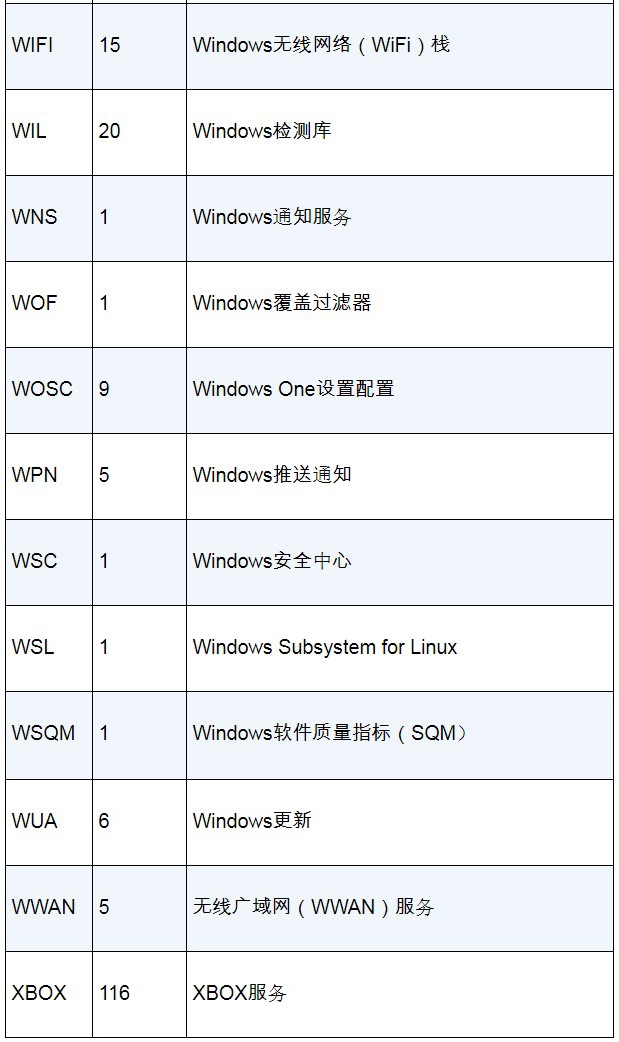 WIFI 15 Windows无线网络（WiFi）栈
WIL 20 Windows检测库
WNS 1 Windows通知服务
WOF 1 Windows覆盖过滤器
WOSC 9 Windows One设置配置
WPN 5 Windows推送通知
WSC 1 Windows安全中心
WSL 1 Windows Subsystem for Linux
WSQM 1 Windows软件质量指标（SQM）
WUA 6 Windows更新
WWAN 5 无线广域网（WWAN）服务
XBOX 116 XBOX服务